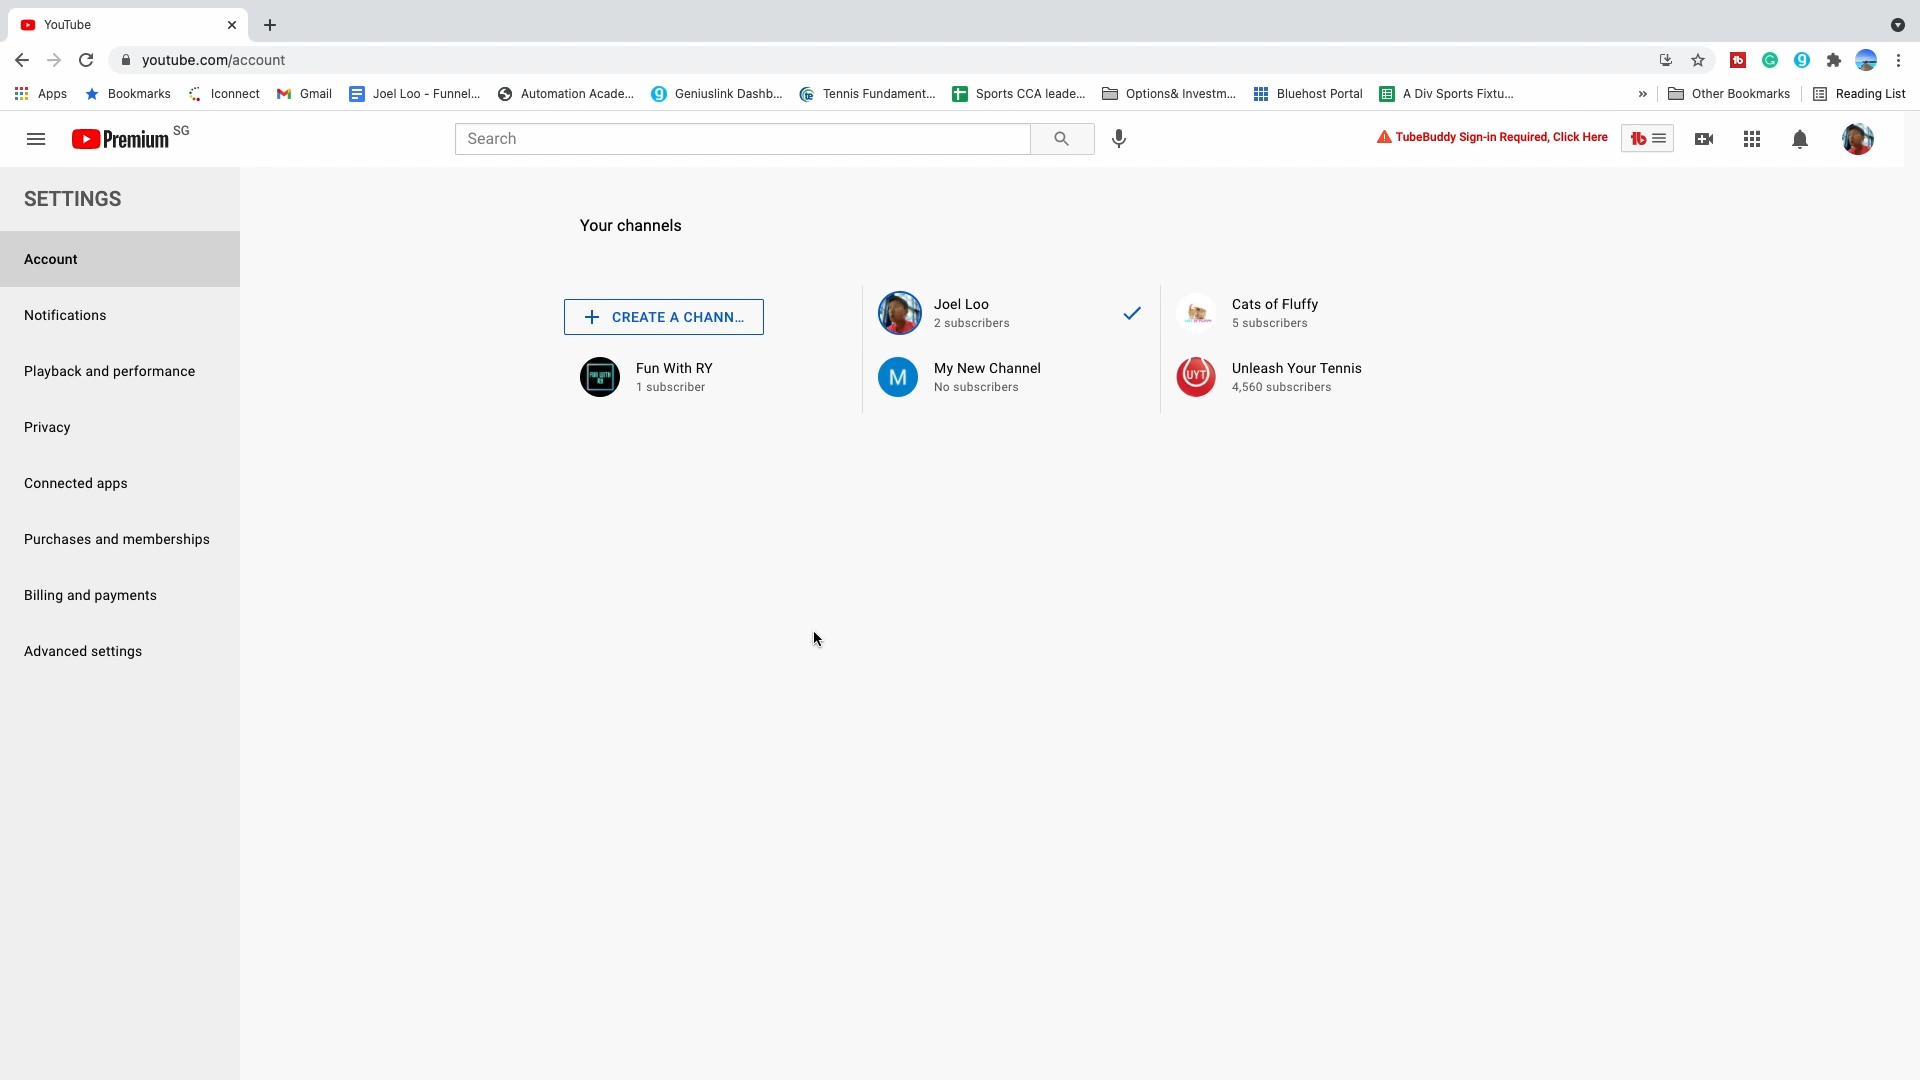 YouTube
youtube.com/account
Apps
Bookmarks
Iconnect
Gmail
Joel Loo - Funnel...
Automation Acade...
Geniuslink Dashb...
Tennis Fundament...
Sports CCA leade...
Options& Investm...
Bluehost Portal
A Div Sports Fixtu...
»
Other Bookmarks
Reading List
Premium SG
Search
TubeBuddy Sign-in Required, Click Here
SETTINGS
Account
Notifications
Playback and performance
Privacy
Connected apps
Purchases and memberships
Billing and payments
Advanced settings
Your channels
CREATE A CHANN...
Joel Loo
2 subscribers
Cats of Fluffy
5 subscribers
Fun With RY
1 subscriber
M
My New Channel
No subscribers
UYT
Unleash Your Tennis
4,560 subscribers